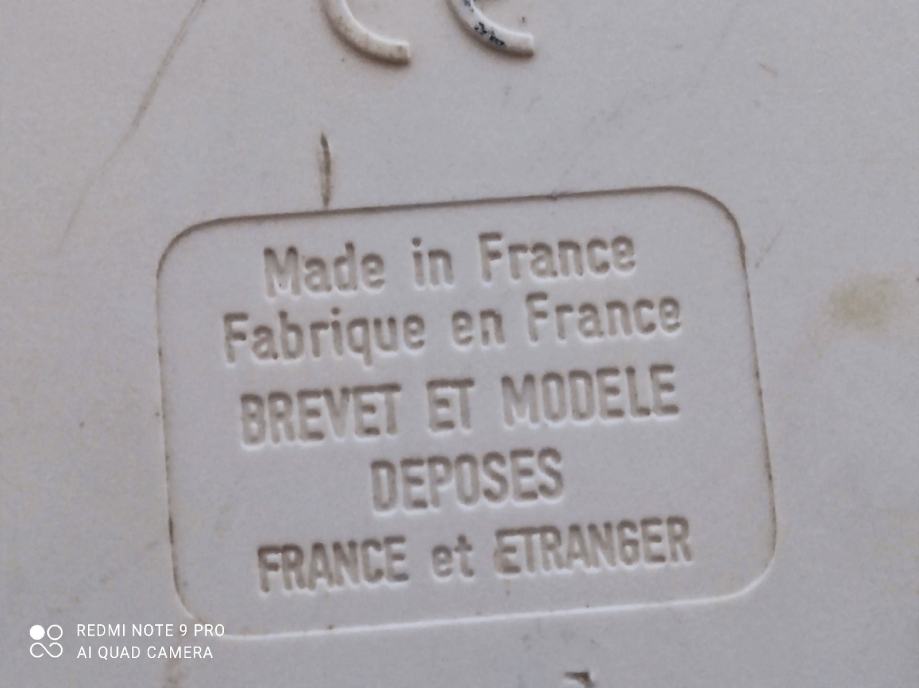 CE
Made in France
Fabrique en France
BREVET ET MODELE
DEPOSES
FRANCE et ETRANGER
REDMI NOTE 9 PRO
AI QUAD CAMERA